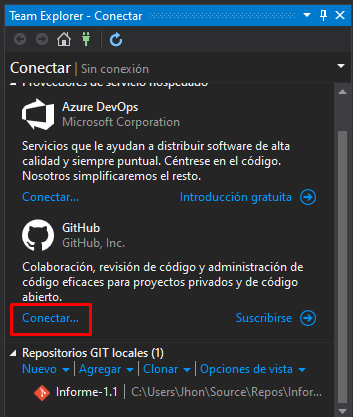 Team Explorer - Conectar
Conectar | Sin conexión
Proveedores de servicio hospedado
Azure DevOps
Microsoft Corporation
Servicios que le ayudan a distribuir software de alta
calidad y siempre puntual. Céntrese en el código.
Nosotros simplificaremos el resto.
Conectar... Introducción gratuita
GitHub
GitHub, Inc.
Colaboración, revisión de código y administración de
código eficaces para proyectos privados y de código
abierto.
Conectar... Suscribirse
Repositorios GIT locales (1)
Nuevo | Agregar | Clonar | Opciones de vista
Informe-1.1 | C:\Users\Jhon\Source\Repos\Infor...